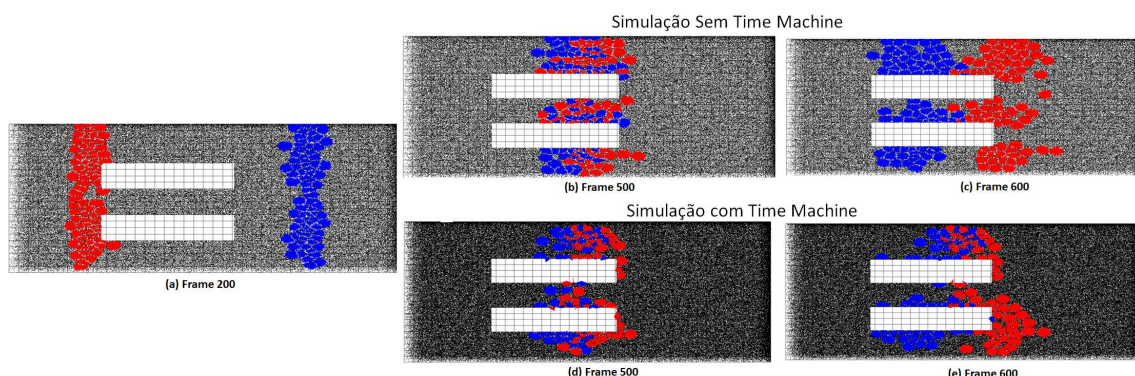 Simulação Sem Time Machine
(a) Frame 200
(b) Frame 500
(c) Frame 600
Simulação com Time Machine
(d) Frame 500
(e) Frame 600